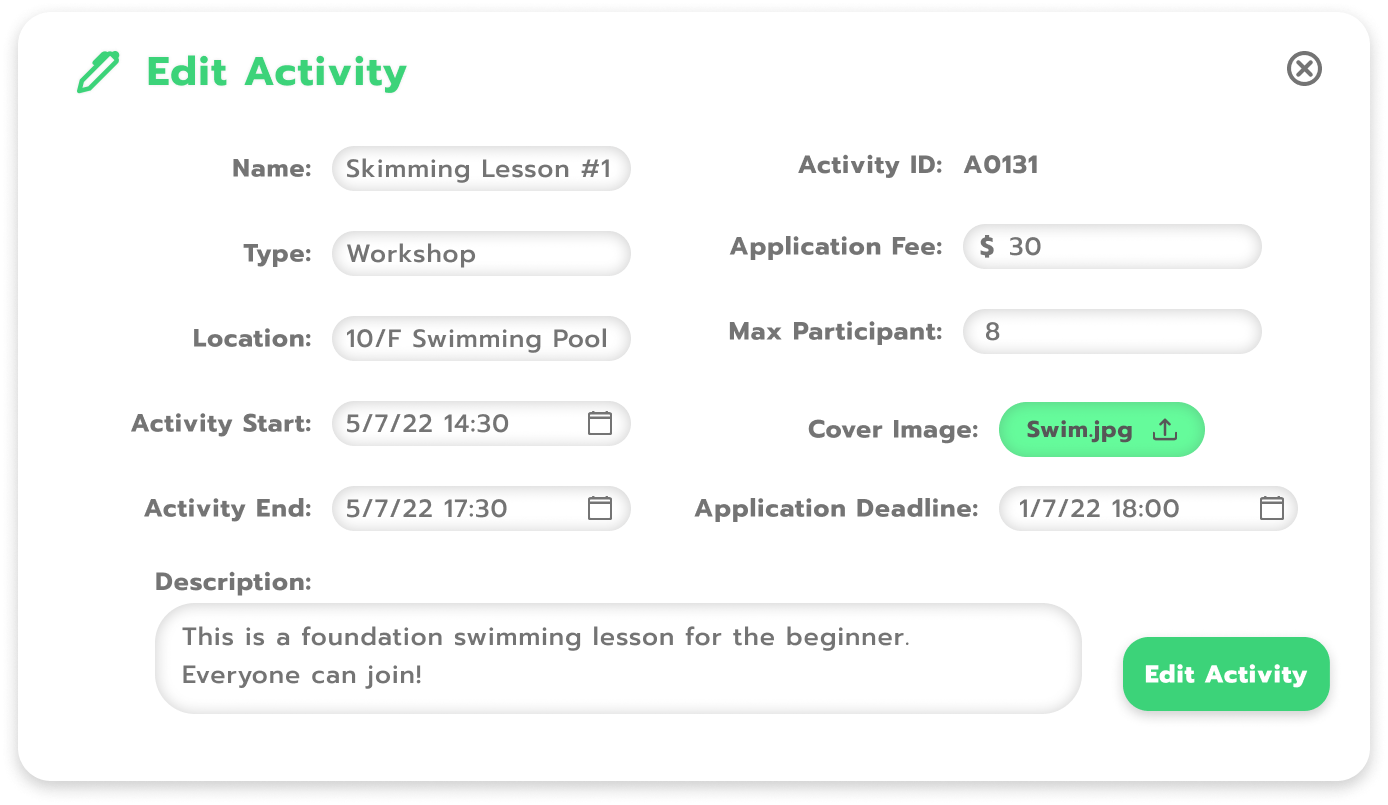 Edit Activity
Name: Skimming Lesson #1
Activity ID: A0131
Type: Workshop
Application Fee: $ 30
Location: 10/F Swimming Pool
Max Participant: 8
Activity Start: 5/7/22 14:30
Cover Image: Swim.jpg
Activity End: 5/7/22 17:30
Application Deadline: 1/7/22 18:00
Description:
This is a foundation swimming lesson for the beginner.
Everyone can join!
Edit Activity